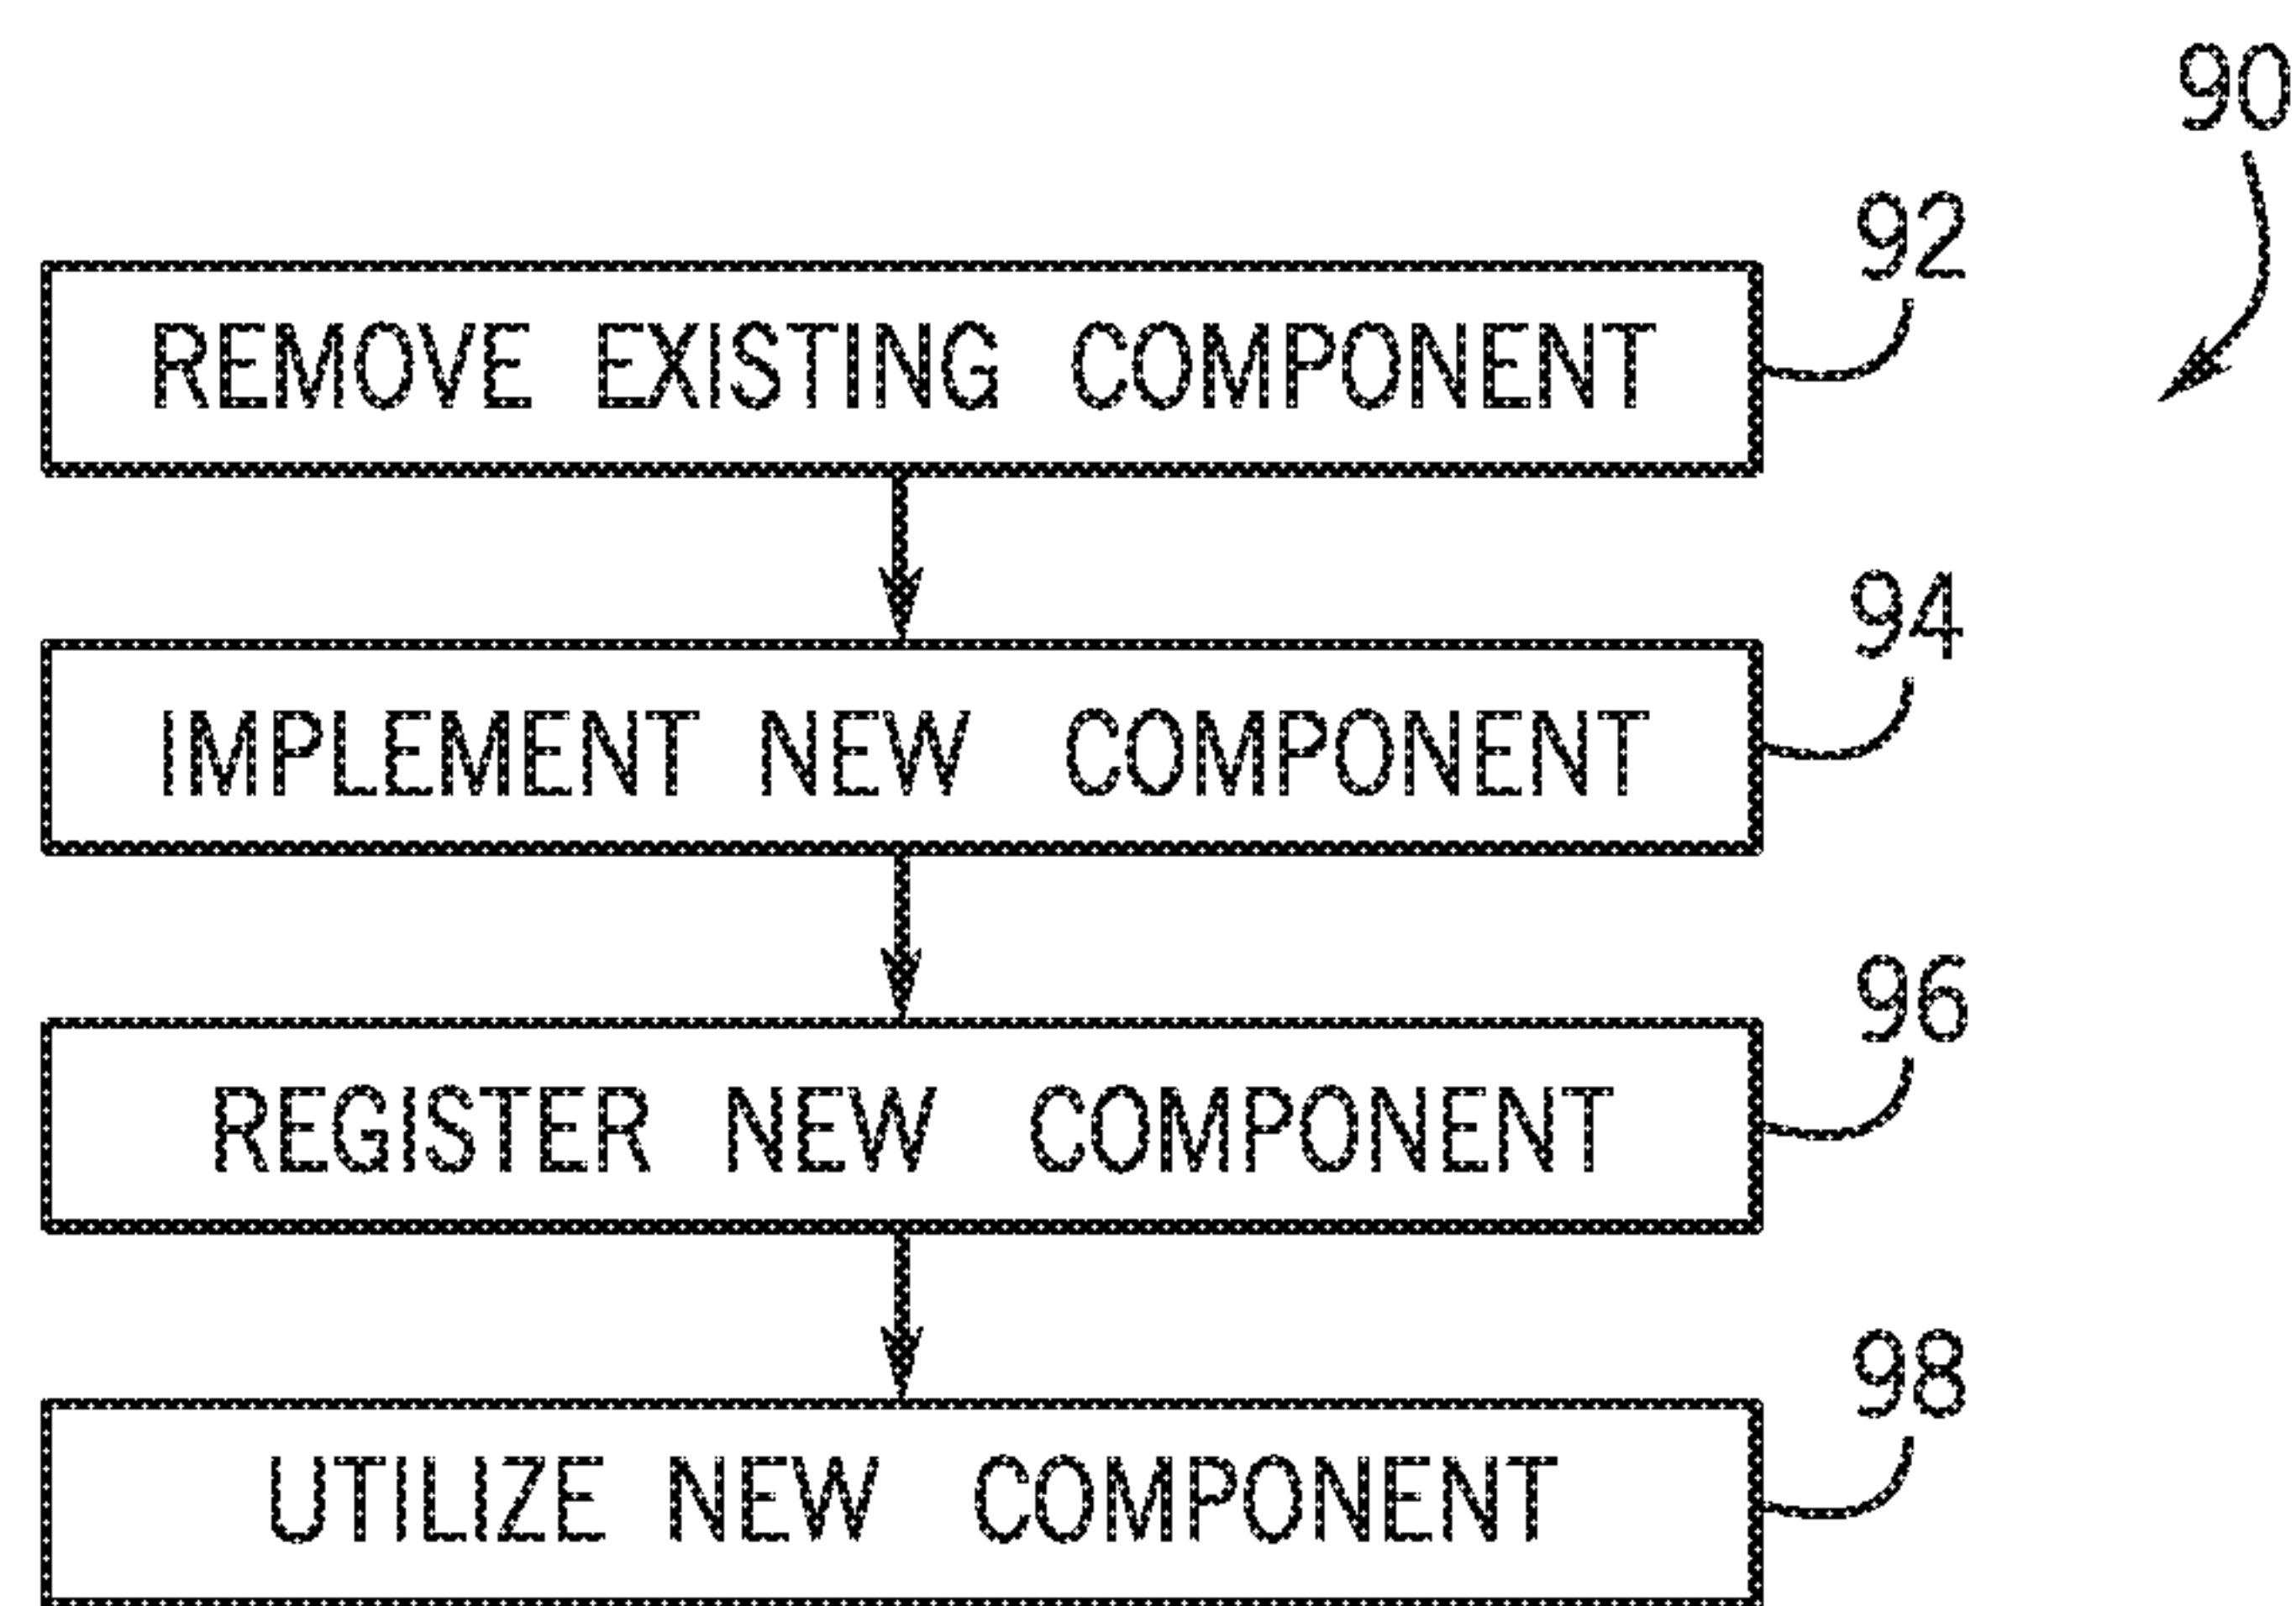 90
REMOVE EXISTING COMPONENT 92
IMPLEMENT NEW COMPONENT 94
REGISTER NEW COMPONENT 96
UTILIZE NEW COMPONENT 98